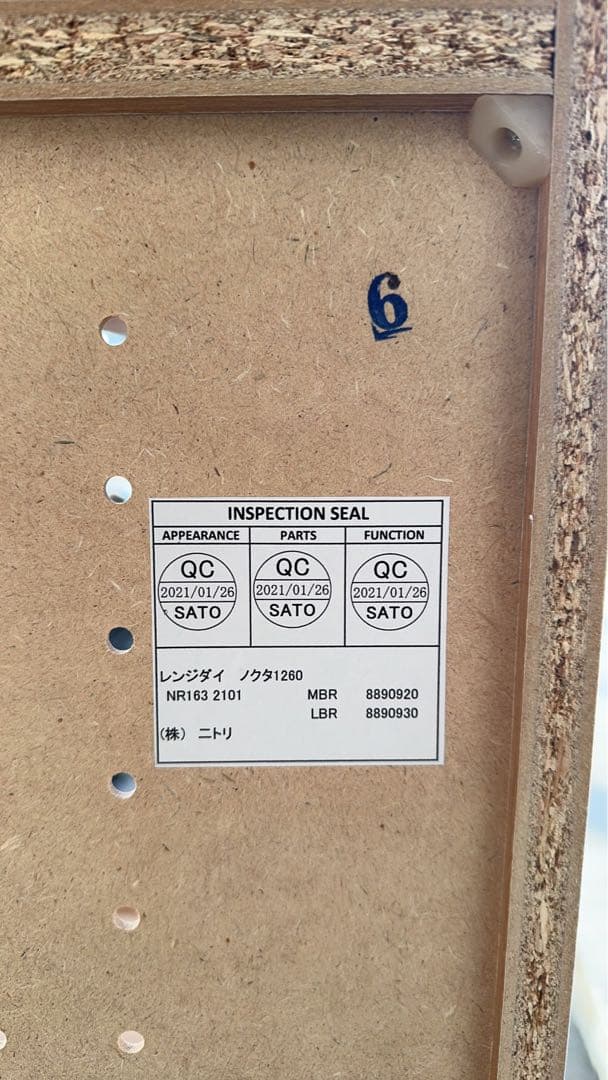 6
INSPECTION SEAL
APPEARANCE PARTS FUNCTION
QC QC QC
2021/01/26 2021/01/26 2021/01/26
SATO SATO SATO
レンジダイ ノクタ1260
NR163 2101 MBR 8890920
LBR 8890930
(株) ニトリ